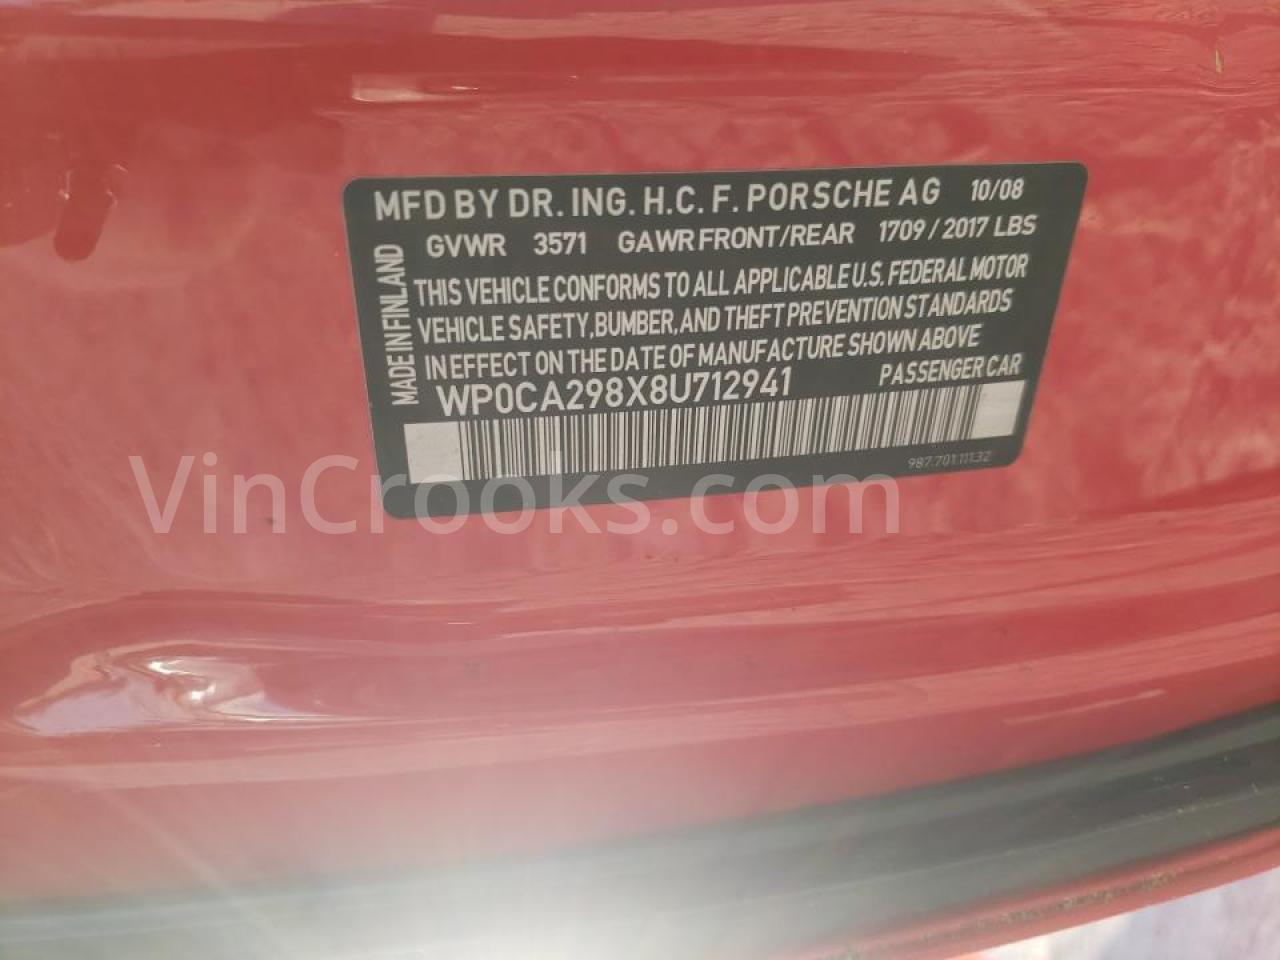 MFD BY DR. ING. H.C. F. PORSCHE AG 10/08
GVWR 3571 GAWR FRONT/REAR 1709 / 2017 LBS
MADE IN FINLAND
THIS VEHICLE CONFORMS TO ALL APPLICABLE U.S. FEDERAL MOTOR
VEHICLE SAFETY, BUMBER, AND THEFT PREVENTION STANDARDS
IN EFFECT ON THE DATE OF MANUFACTURE SHOWN ABOVE
WP0CA298X8U712941 PASSENGER CAR
987.701.111.32
VinCrooks.com